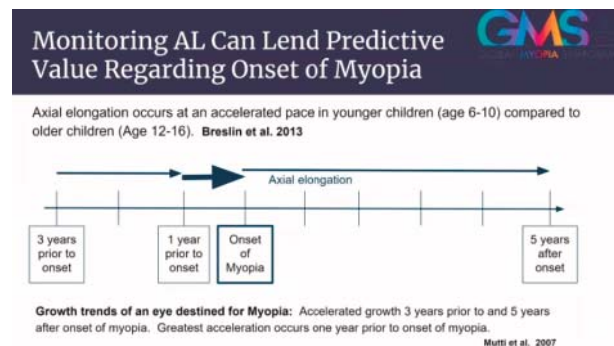 GMS
Monitoring AL Can Lend Predictive
Value Regarding Onset of Myopia
Axial elongation occurs at an accelerated pace in younger children (age 6-10) compared to
older children (Age 12-16). Breslin et al. 2013
Axial elongation
3 years
prior to
onset
1 year
prior to
onset
Onset
of
Myopia
5 years
after
onset
Growth trends of an eye destined for Myopia: Accelerated growth 3 years prior to and 5 years
after onset of myopia. Greatest acceleration occurs one year prior to onset of myopia.
Mutti et al. 2007